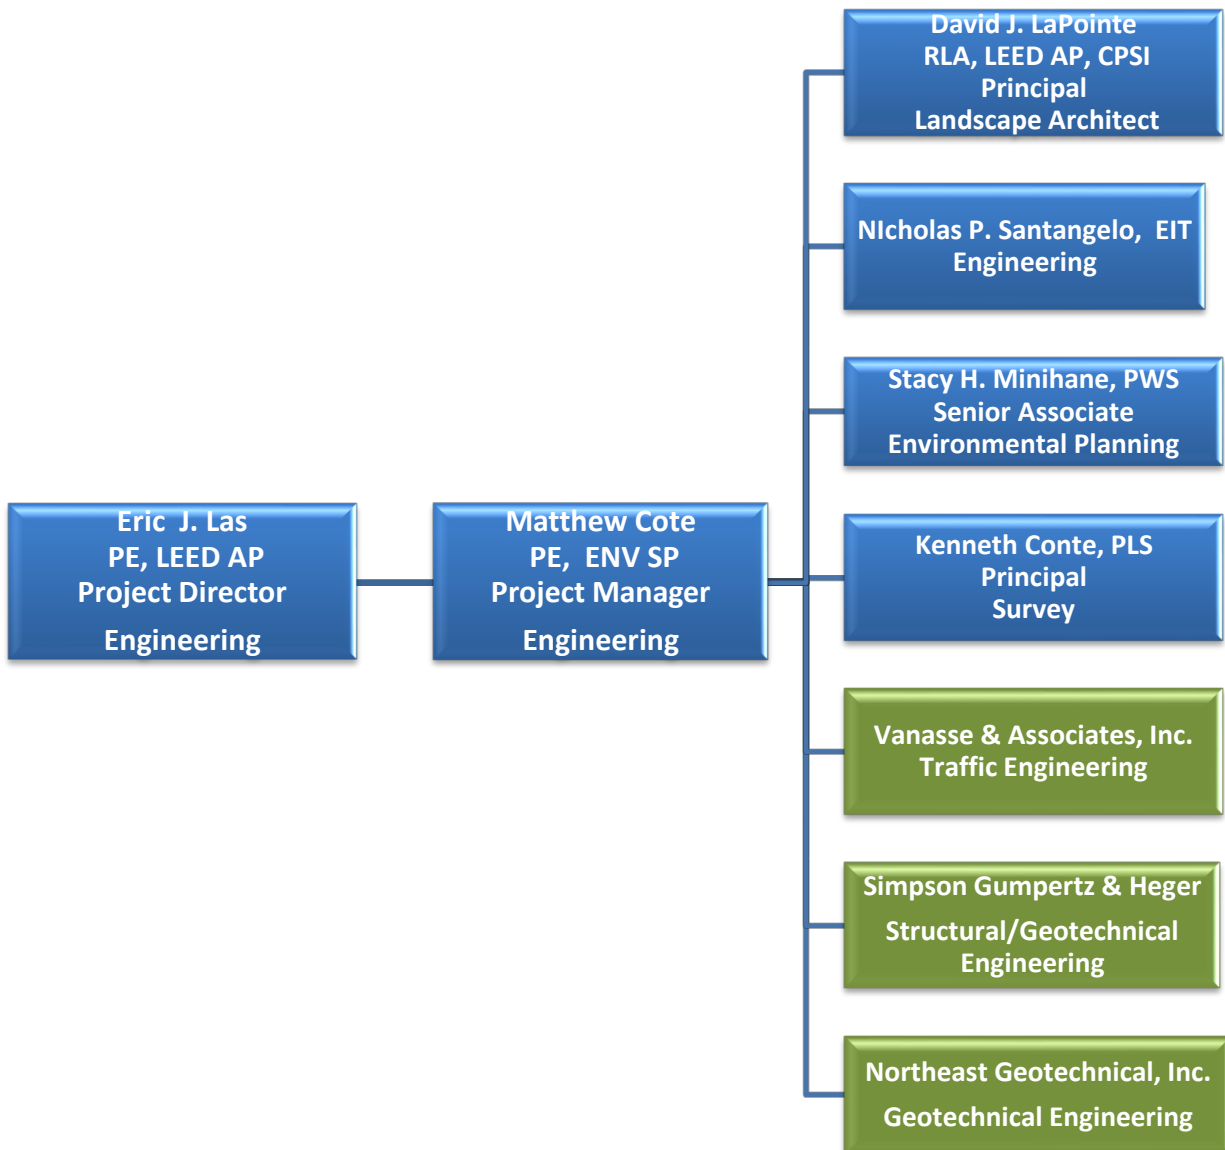 Eric J. Las
PE, LEED AP
Project Director
Engineering
Matthew Cote
PE, ENV SP
Project Manager
Engineering
David J. LaPointe
RLA, LEED AP, CPSI
Principal
Landscape Architect
NIcholas P. Santangelo, EIT
Engineering
Stacy H. Minihane, PWS
Senior Associate
Environmental Planning
Kenneth Conte, PLS
Principal
Survey
Vanasse & Associates, Inc.
Traffic Engineering
Simpson Gumpertz & Heger
Structural/Geotechnical
Engineering
Northeast Geotechnical, Inc.
Geotechnical Engineering